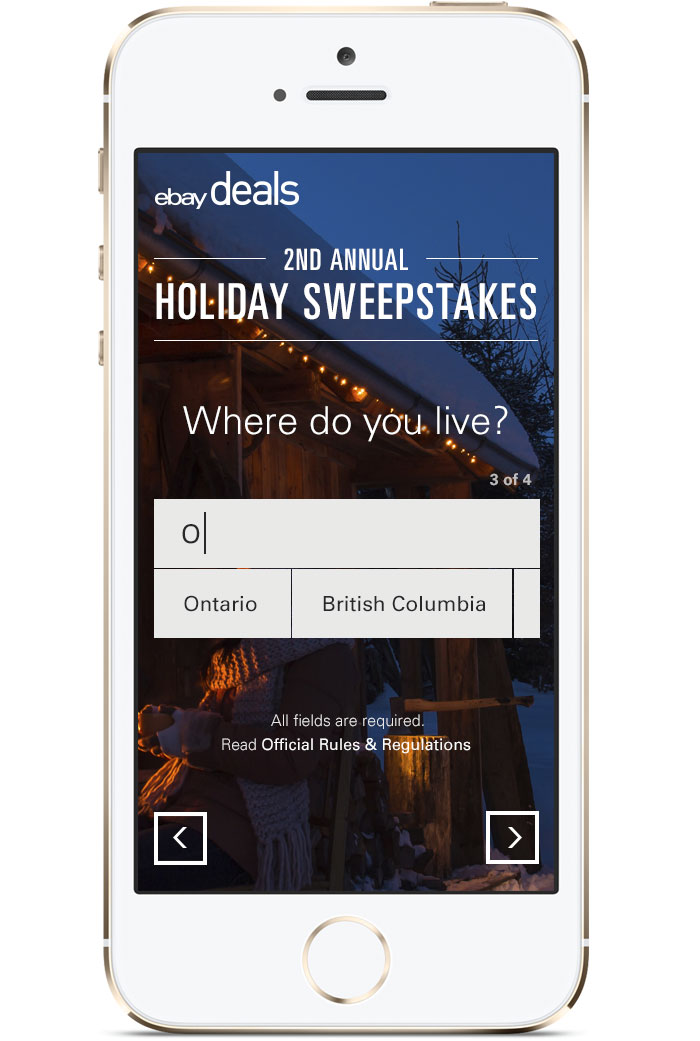 ebay deals
2ND ANNUAL
HOLIDAY SWEEPSTAKES
Where do you live?
3 of 4
O
Ontario British Columbia
All fields are required.
Read Official Rules & Regulations